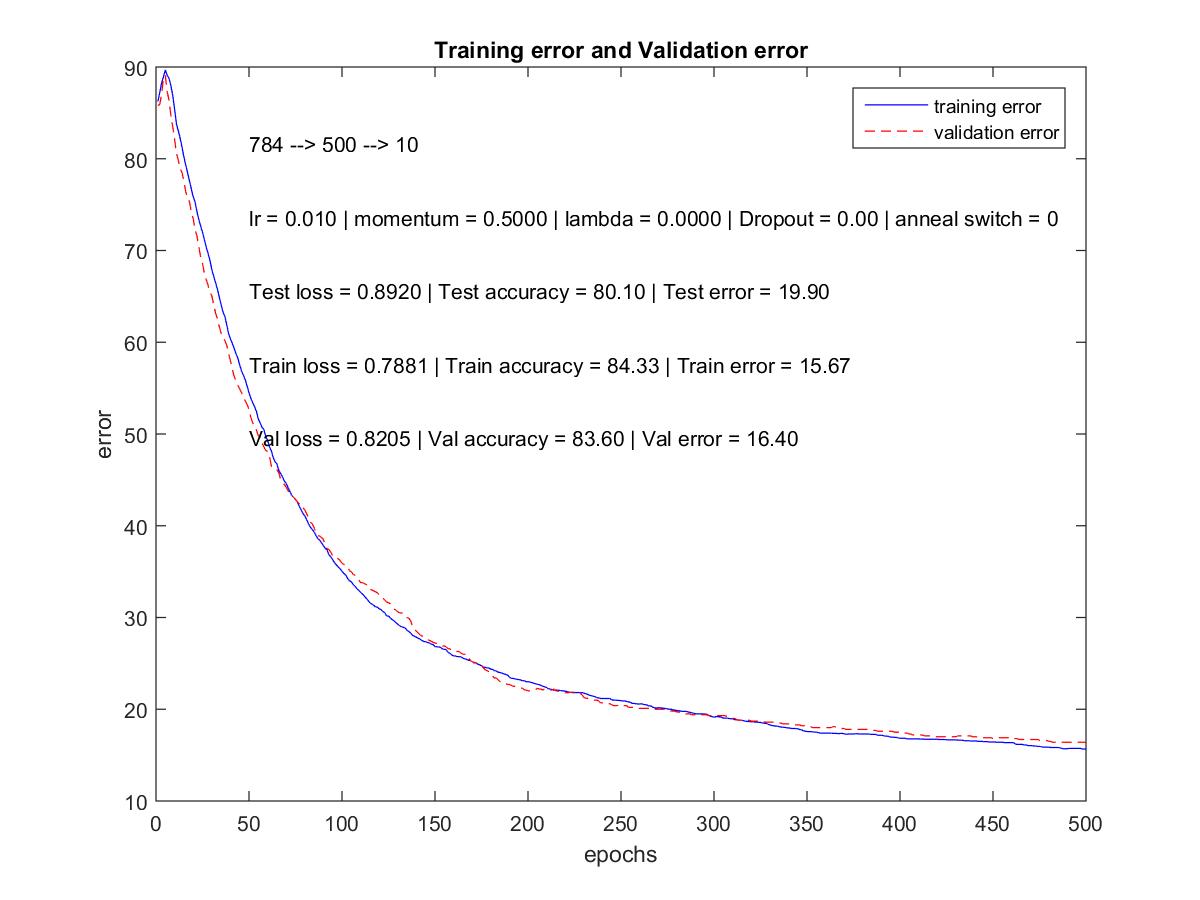 Training error and Validation error
90
80
70
60
50
40
30
20
10
error
training error
validation error
784 --> 500 --> 10
lr = 0.010 | momentum = 0.5000 | lambda = 0.0000 | Dropout = 0.00 | anneal switch = 0
Test loss = 0.8920 | Test accuracy = 80.10 | Test error = 19.90
Train loss = 0.7881 | Train accuracy = 84.33 | Train error = 15.67
Val loss = 0.8205 | Val accuracy = 83.60 | Val error = 16.40
0 50 100 150 200 250 300 350 400 450 500
epochs